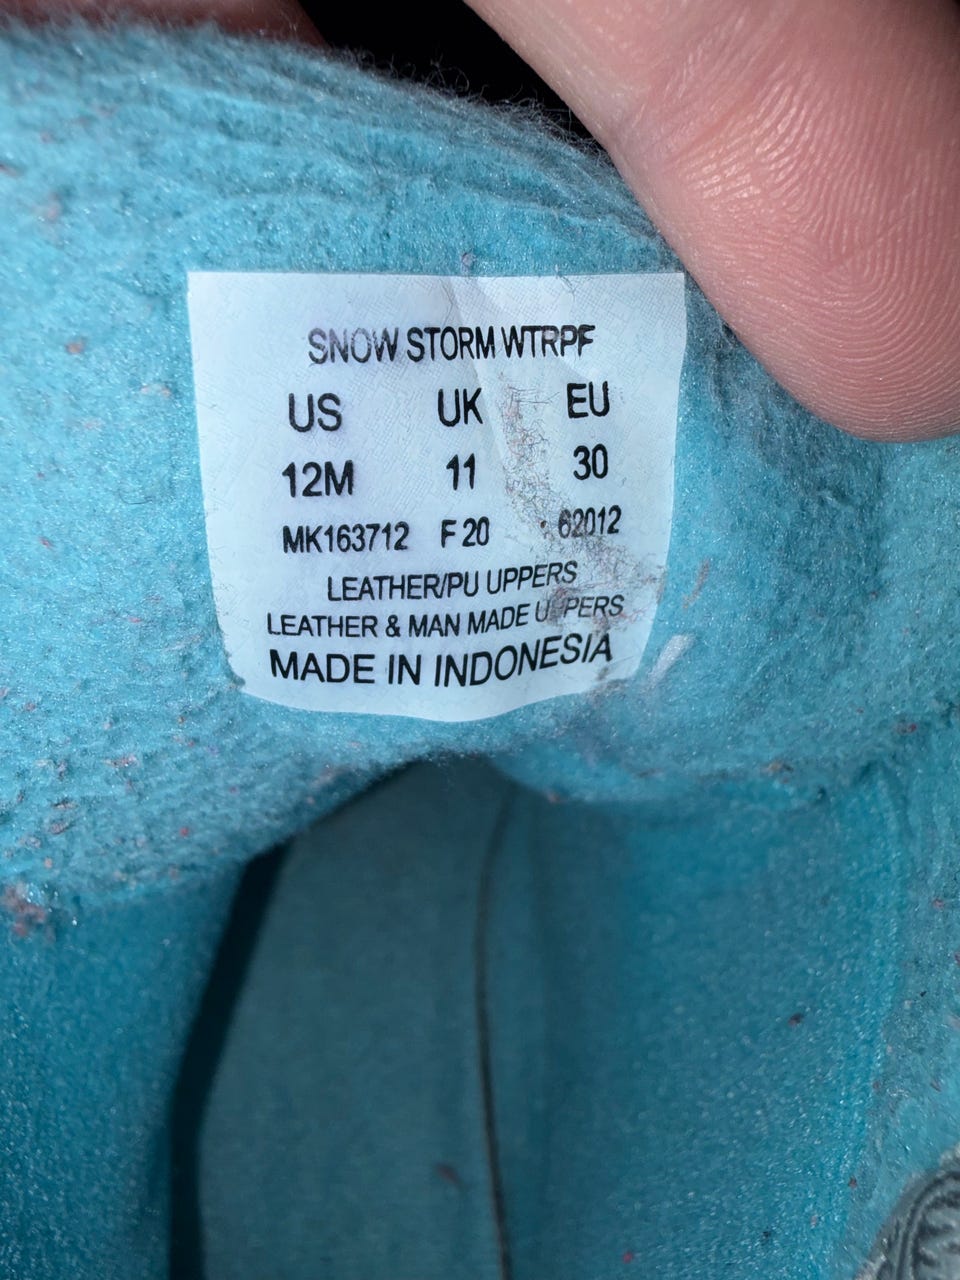 SNOW STORM WTRPF
US UK EU
12M 11 30
MK163712 F 20 62012
LEATHER/PU UPPERS
LEATHER & MAN MADE UPPERS
MADE IN INDONESIA